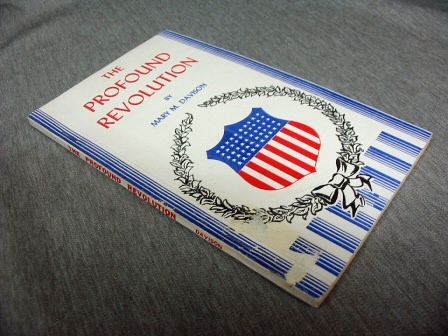 THE
PROFOUND
REVOLUTION
BY
MARY M. DAVISON
THE PROFOUND REVOLUTION DAVISON